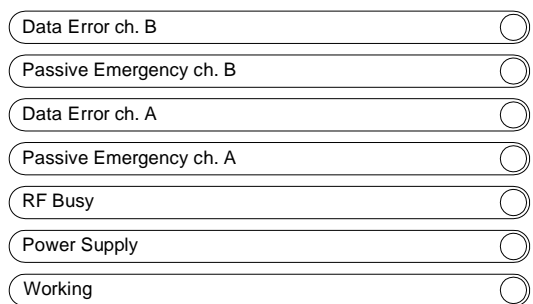 Data Error ch. B
Passive Emergency ch. B
Data Error ch. A
Passive Emergency ch. A
RF Busy
Power Supply
Working